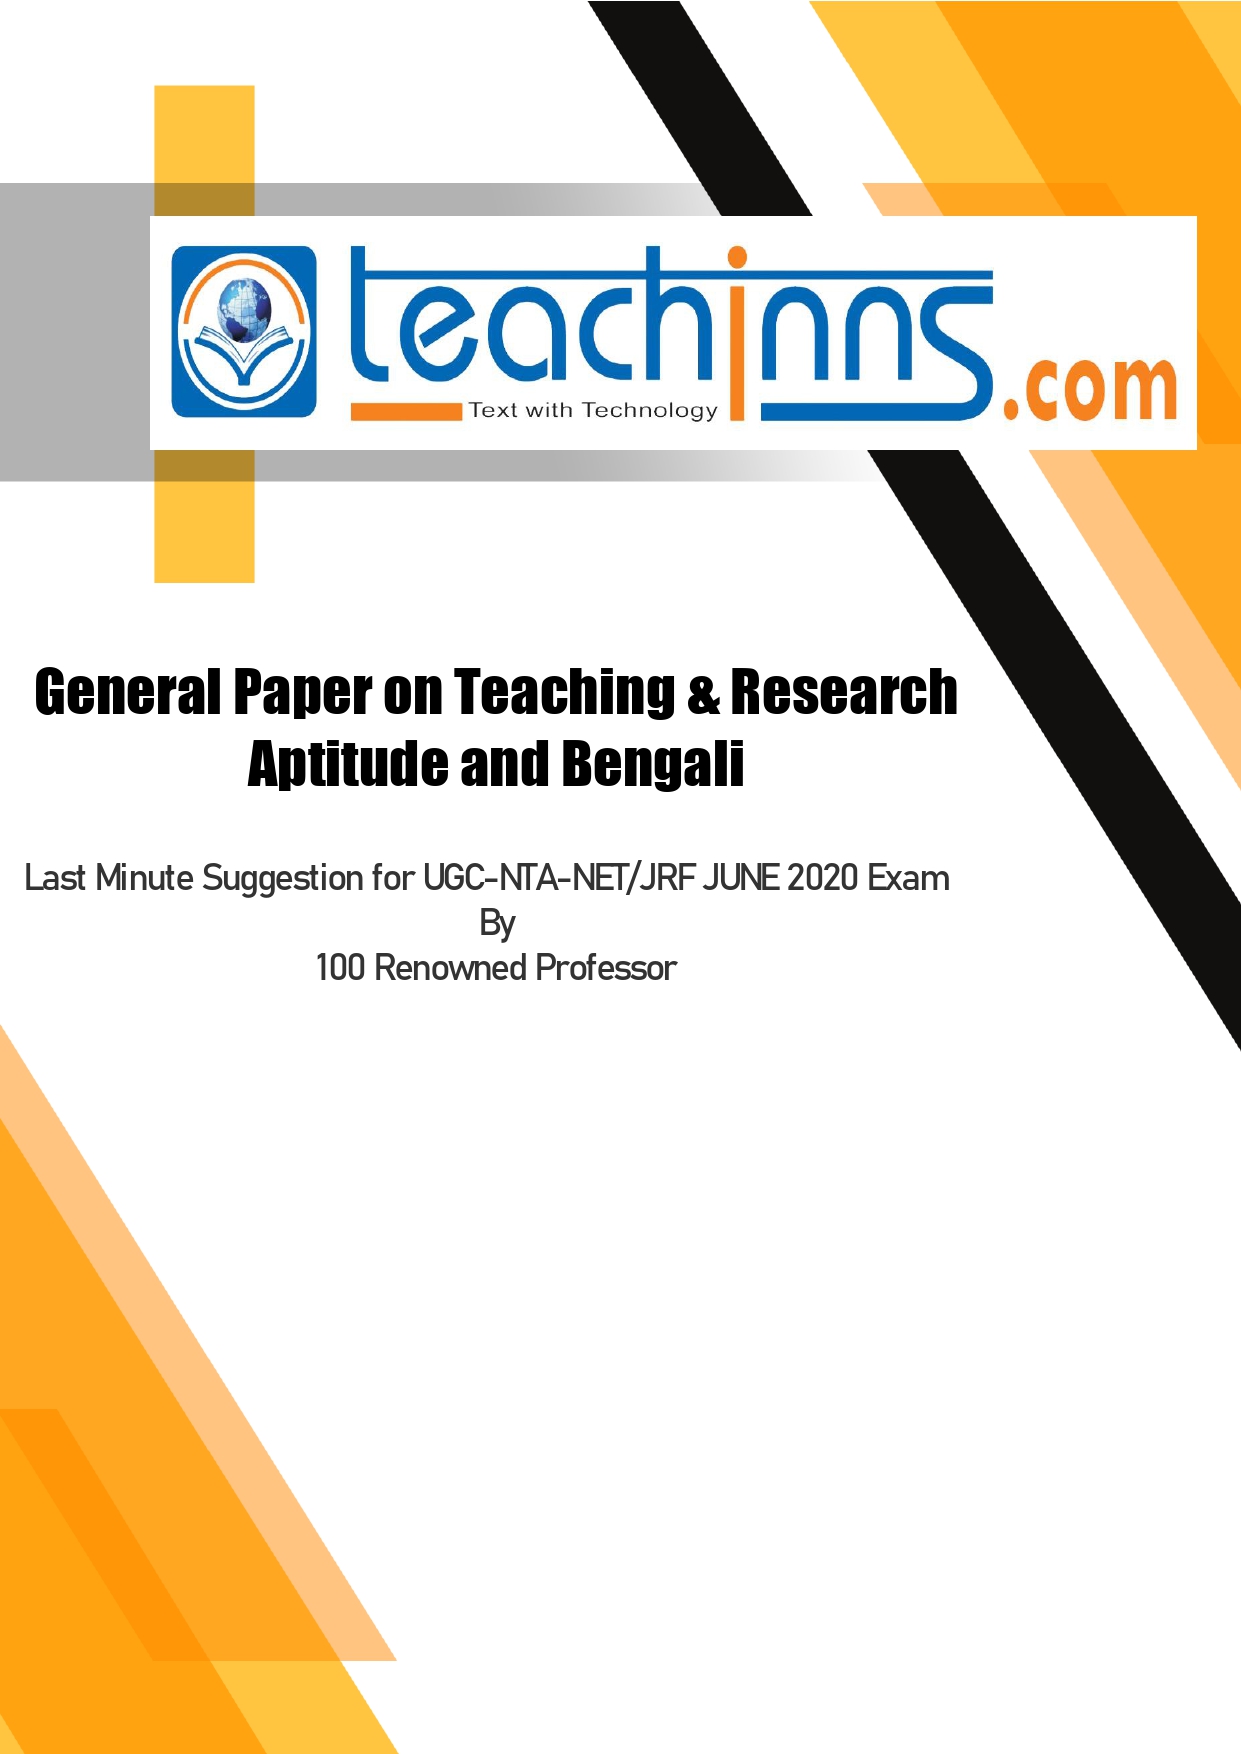 teachinns.com
Text with Technology
General Paper on Teaching & Research
Aptitude and Bengali
Last Minute Suggestion for UGC-NTA-NET/JRF JUNE 2020 Exam
By
100 Renowned Professor